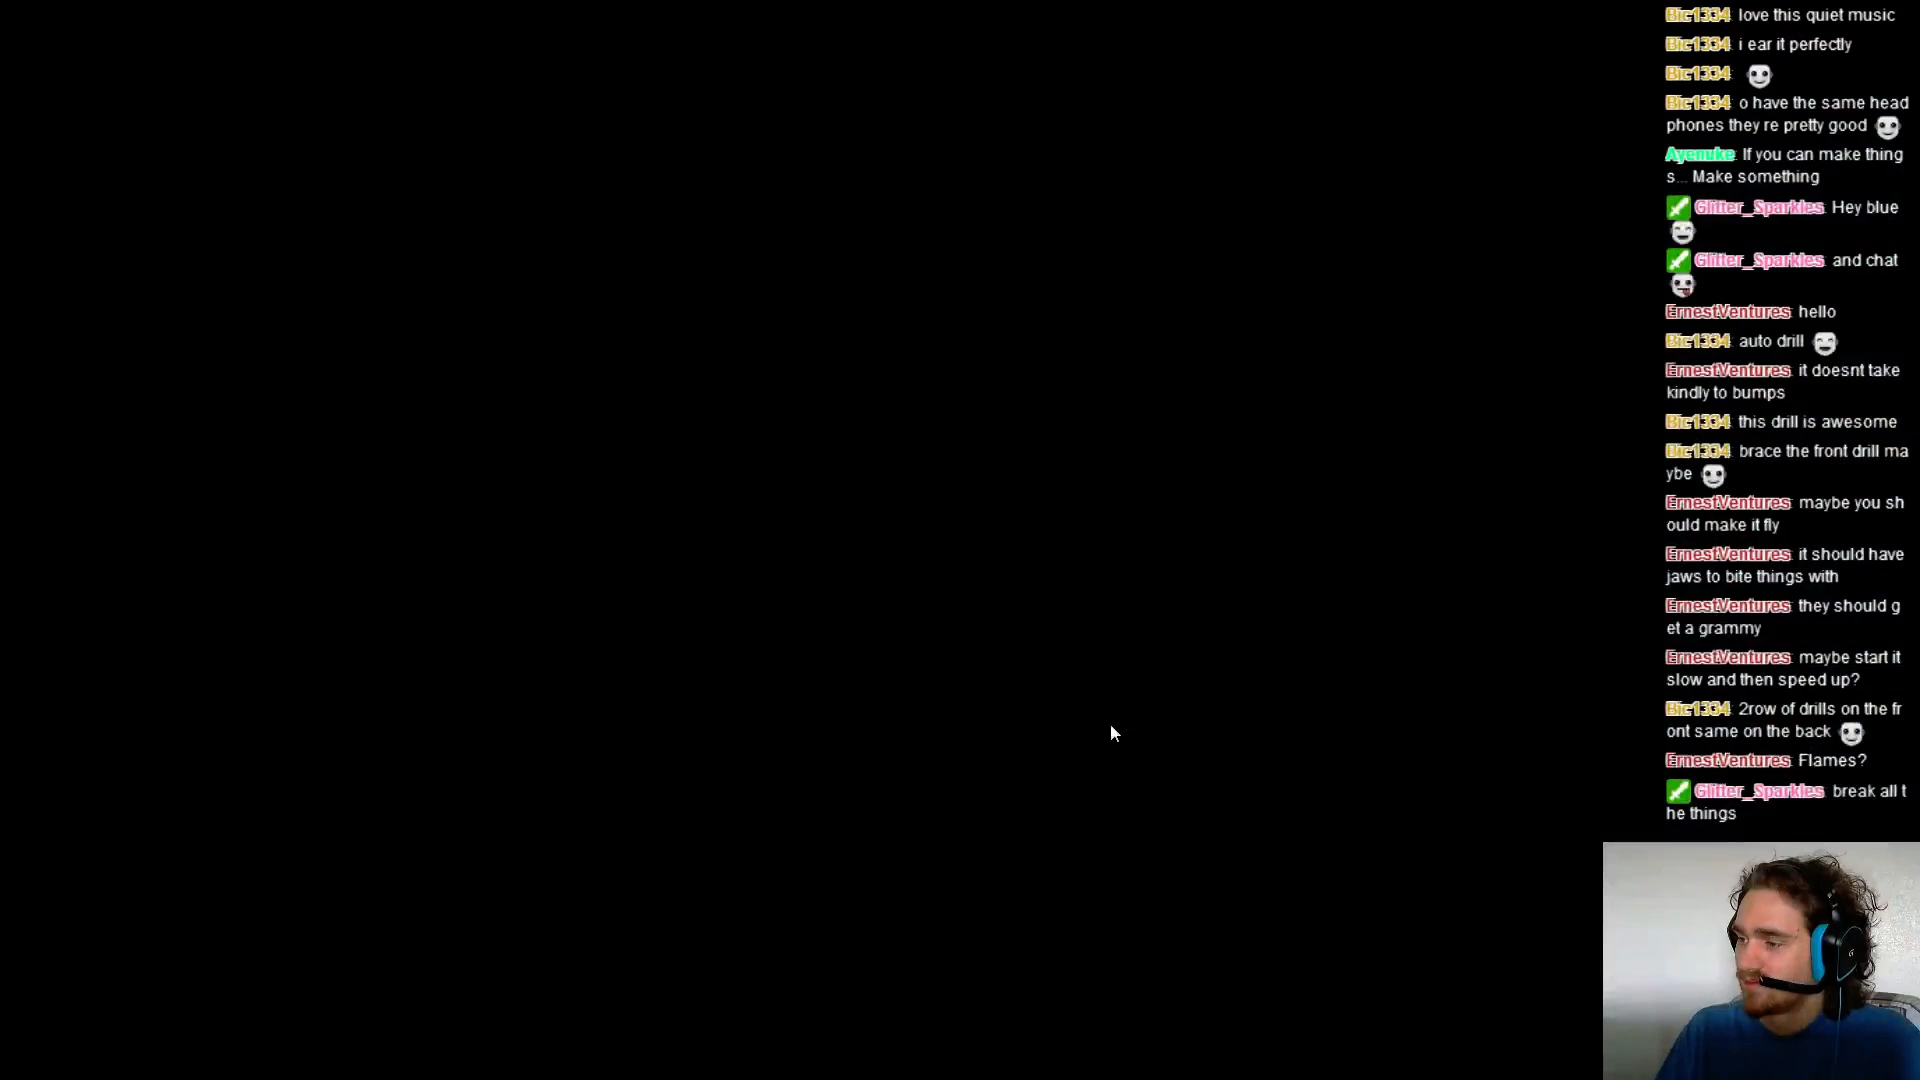 Bic1334: love this quiet music
Bic1334: i ear it perfectly
Bic1334:
Bic1334: o have the same head
phones they re pretty good
Ayenuke: If you can make thing
s... Make something
Glitter_Sparkles: Hey blue
Glitter_Sparkles: and chat
ErnestVentures: hello
Bic1334: auto drill
ErnestVentures: it doesnt take
kindly to bumps
Bic1334: this drill is awesome
Bic1334: brace the front drill ma
ybe
ErnestVentures: maybe you sh
ould make it fly
ErnestVentures: it should have
jaws to bite things with
ErnestVentures: they should g
et a grammy
ErnestVentures: maybe start it
slow and then speed up?
Bic1334: 2row of drills on the fr
ont same on the back
ErnestVentures: Flames?
Glitter_Sparkles: break all t
he things